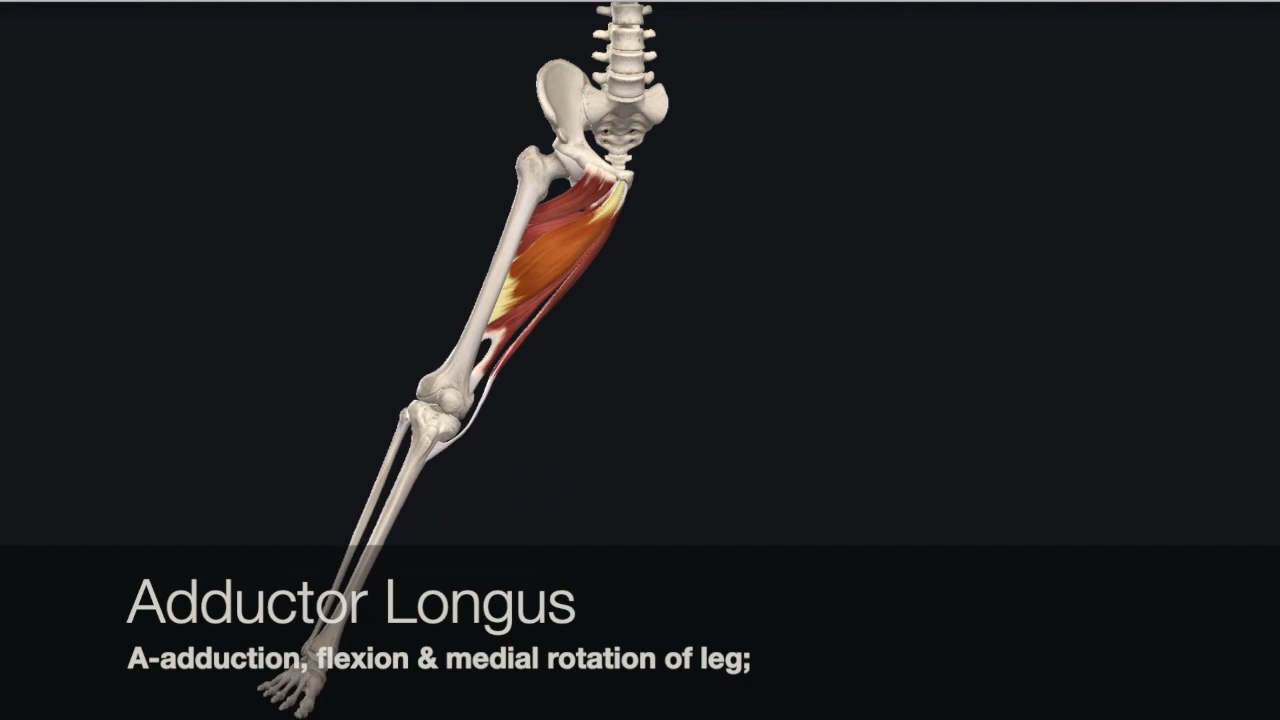 Adductor Longus
A-adduction, flexion & medial rotation of leg;